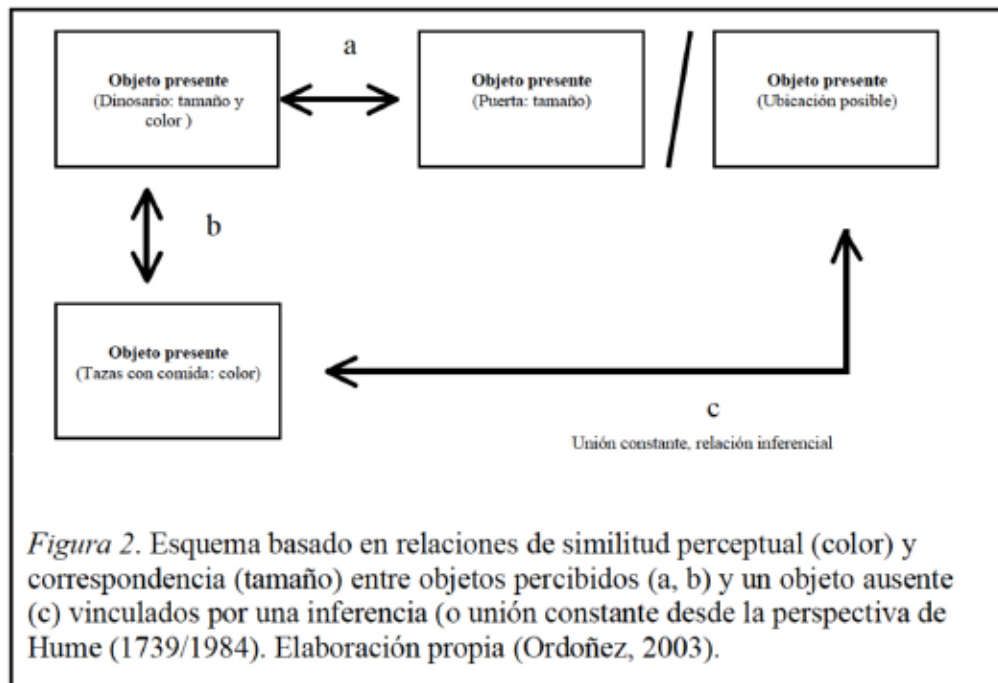 a
Objeto presente
(Dinosario: tamaño y
color )
Objeto presente
(Puerta: tamaño)
Objeto presente
(Ubicación posible)
b
Objeto presente
(Tazas con comida: color)
c
Unión constante, relación inferencial
Figura 2. Esquema basado en relaciones de similitud perceptual (color) y
correspondencia (tamaño) entre objetos percibidos (a, b) y un objeto ausente
(c) vinculados por una inferencia (o unión constante desde la perspectiva de
Hume (1739/1984). Elaboración propia (Ordoñez, 2003).